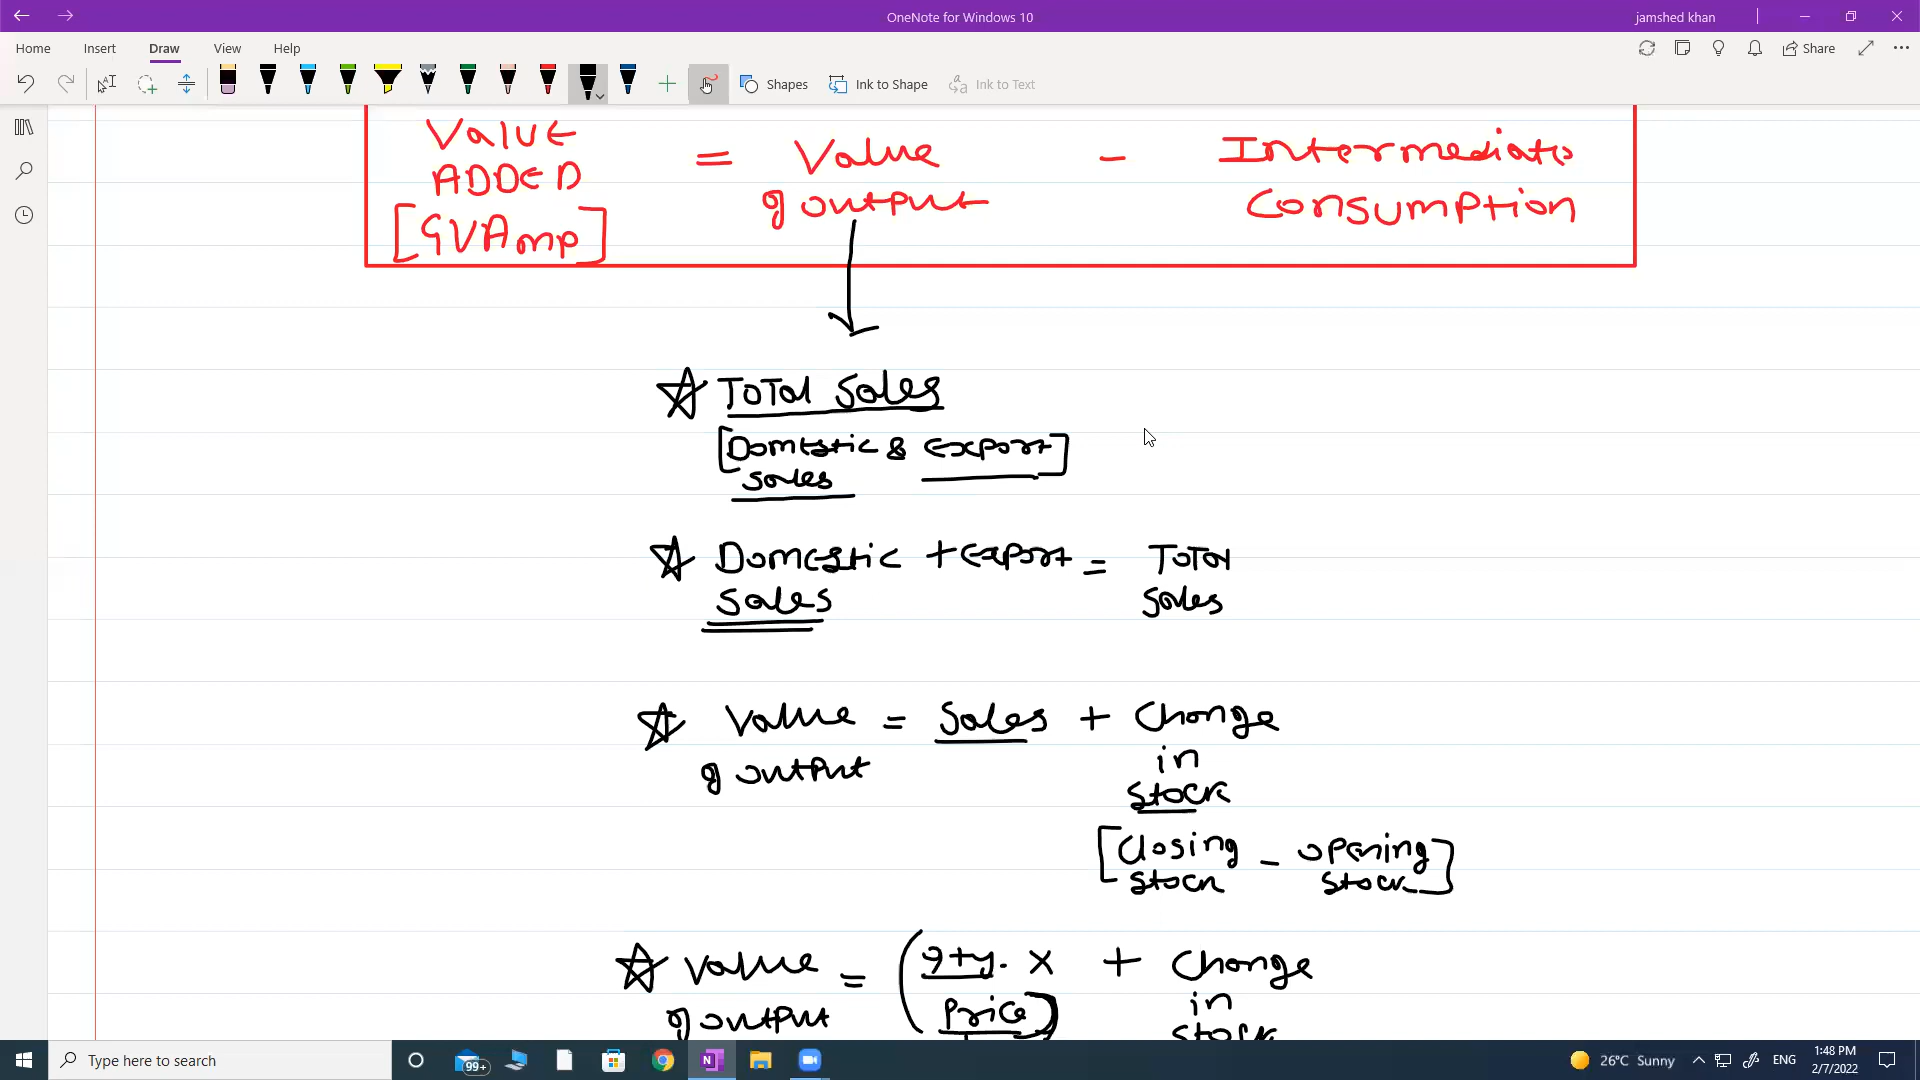 OneNote for Windows 10
jamshed khan
Home Insert Draw View Help
Share
Shapes Ink to Shape Ink to Text
Value ADDED [GVAmp] = Value of output - Intermediate Consumption
Total Sales
[Domestic & export]
sales
Domestic + export = Total
sales sales
Value = Sales + Change
of output in
stock
[Closing - opening]
stock stock
Value = (qty. x + Change
of output price) in
stock
Type here to search
99+
26°C Sunny
ENG
1:48 PM
2/7/2022